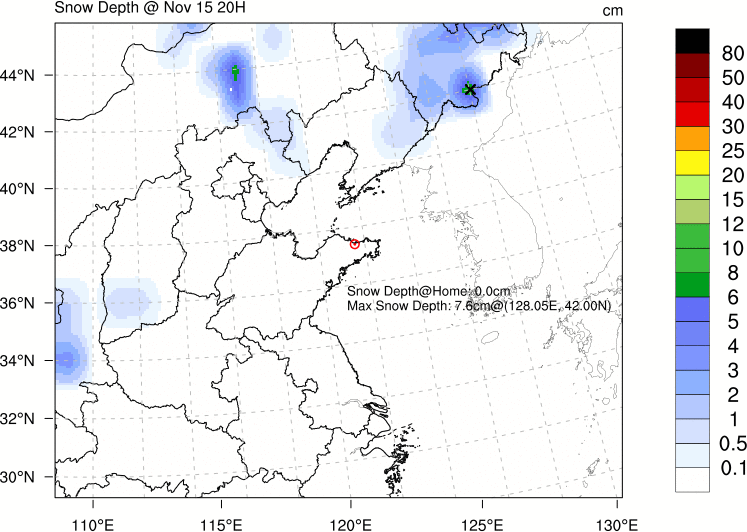 Snow Depth @ Nov 15 20H
cm
44°N
42°N
40°N
38°N
36°N
34°N
32°N
30°N
Snow Depth@Home: 0.0cm
Max Snow Depth: 7.6cm@(128.05E, 42.00N)
110°E
115°E
120°E
125°E
130°E
80
50
40
30
25
20
15
12
10
8
6
5
4
3
2
1
0.5
0.1